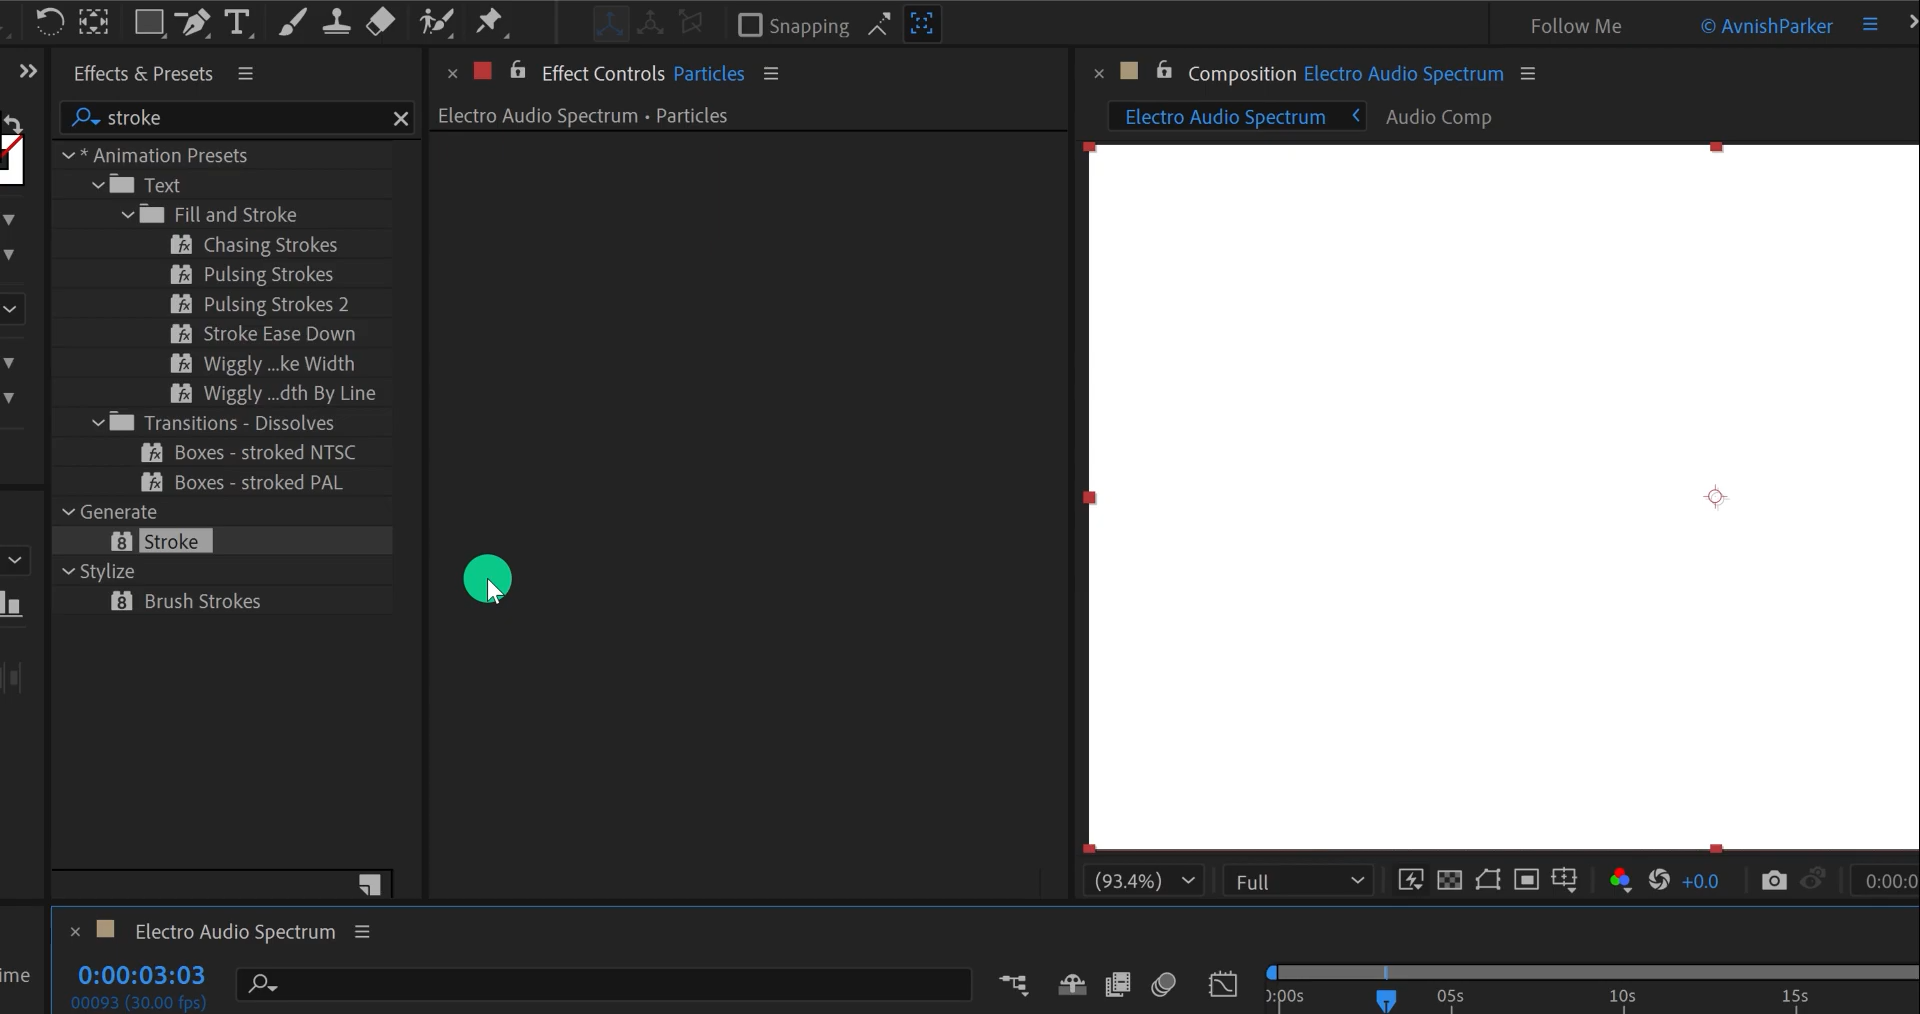 T
Snapping
Follow Me
© AvnishParker
Effects & Presets
Effect Controls Particles
Composition Electro Audio Spectrum
stroke
Electro Audio Spectrum • Particles
Electro Audio Spectrum
Audio Comp
* Animation Presets
Text
Fill and Stroke
Chasing Strokes
Pulsing Strokes
Pulsing Strokes 2
Stroke Ease Down
Wiggly ...ke Width
Wiggly ...dth By Line
Transitions - Dissolves
Boxes - stroked NTSC
Boxes - stroked PAL
Generate
Stroke
Stylize
Brush Strokes
(93.4%)
Full
+0.0
0:00:0
Electro Audio Spectrum
ime
0:00:03:03
00093 (30.00 fps)
0:00s
05s
10s
15s